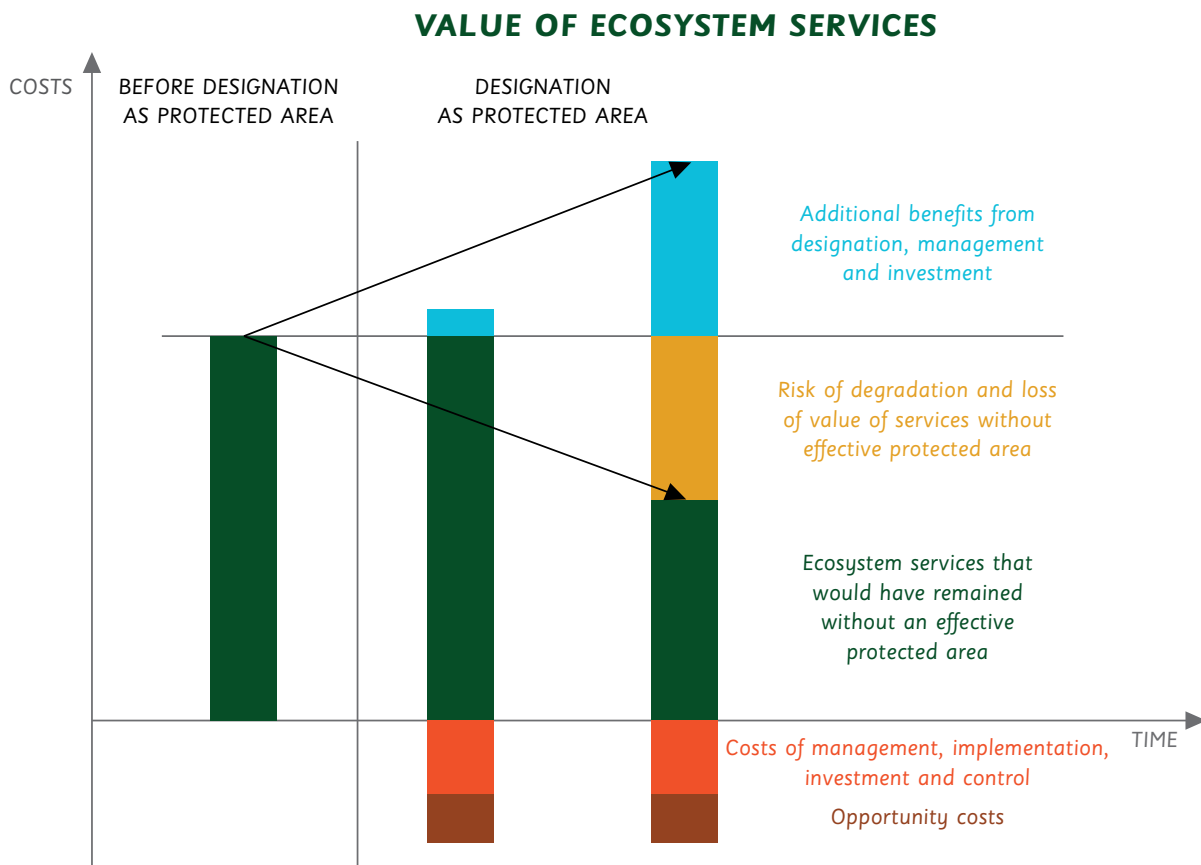 VALUE OF ECOSYSTEM SERVICES
COSTS
BEFORE DESIGNATION
AS PROTECTED AREA
DESIGNATION
AS PROTECTED AREA
Additional benefits from
designation, management
and investment
Risk of degradation and loss
of value of services without
effective protected area
Ecosystem services that
would have remained
without an effective
protected area
TIME
Costs of management, implementation,
investment and control
Opportunity costs